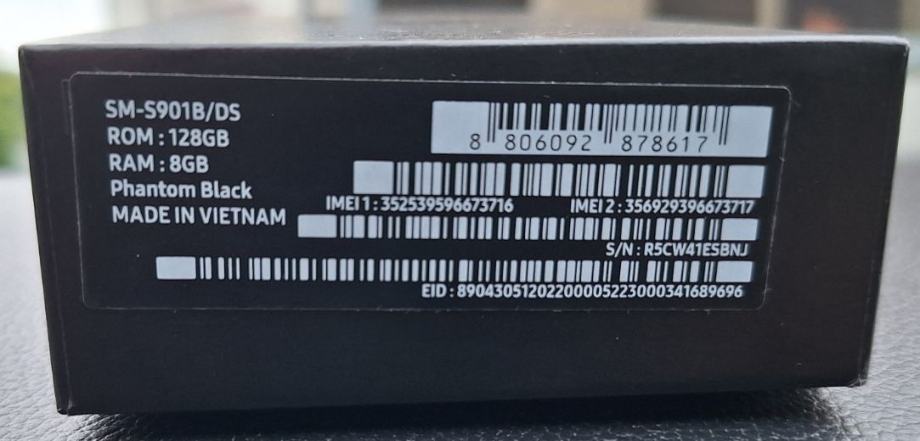 SM-S901B/DS
ROM : 128GB
RAM : 8GB
Phantom Black
MADE IN VIETNAM
8 806092 878617
IMEI 1 : 352539596673716 IMEI 2 : 356929396673717
S/N : R5CW41ESBNJ
EID : 89043051202200005223000341689696